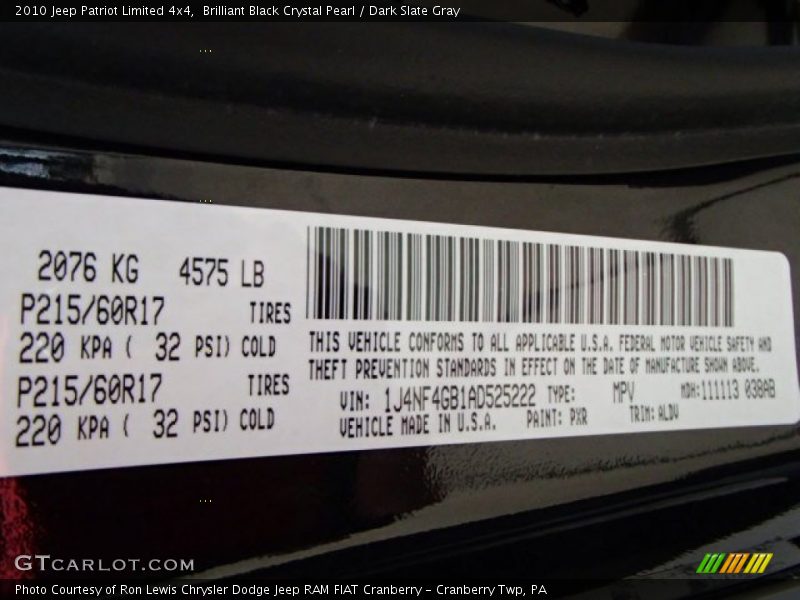 2010 Jeep Patriot Limited 4x4,  Brilliant Black Crystal Pearl / Dark Slate Gray
2076 KG 4575 LB
P215/60R17 TIRES
220 KPA ( 32 PSI) COLD
P215/60R17 TIRES
220 KPA ( 32 PSI) COLD
THIS VEHICLE CONFORMS TO ALL APPLICABLE U.S.A. FEDERAL MOTOR VEHICLE SAFETY AND
THEFT PREVENTION STANDARDS IN EFFECT ON THE DATE OF MANUFACTURE SHOWN ABOVE.
VIN: 1J4NF4GB1AD525222 TYPE: MPV MDH:111113 038AB
VEHICLE MADE IN U.S.A. PAINT: PXR TRIM: ALDV
GTCARLOT.COM
Photo Courtesy of Ron Lewis Chrysler Dodge Jeep RAM FIAT Cranberry – Cranberry Twp, PA